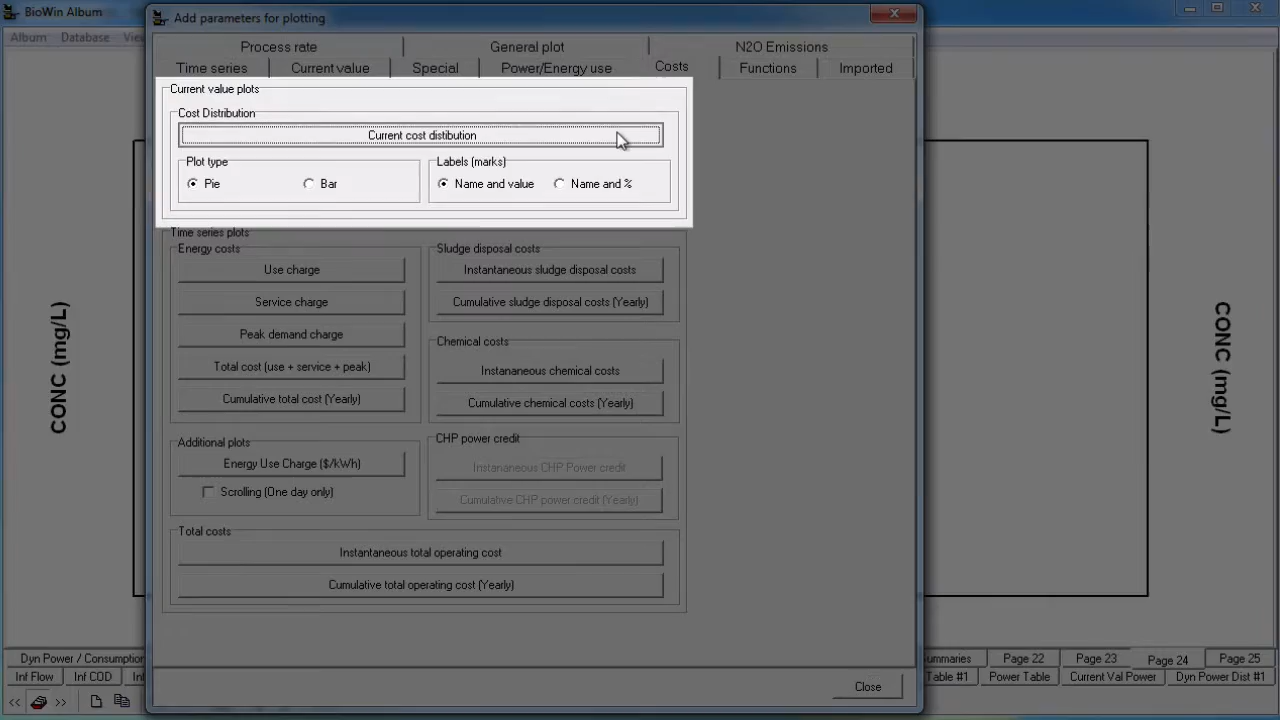 BioWin Album
Add parameters for plotting
Album Database Vie
Process rate General plot N2O Emissions
Time series Current value Special Power/Energy use Costs Functions Imported
Current value plots
Cost Distribution
Current cost distibution
Plot type
Pie Bar
Labels (marks)
Name and value Name and %
Time series plots
Energy costs
Use charge
Service charge
Peak demand charge
Total cost (use + service + peak)
Cumulative total cost (Yearly)
Sludge disposal costs
Instantaneous sludge disposal costs
Cumulative sludge disposal costs (Yearly)
Chemical costs
Instananeous chemical costs
Cumulative chemical costs (Yearly)
Additional plots
Energy Use Charge ($/kWh)
Scrolling (One day only)
CHP power credit
Instananeous CHP Power credit
Cumulative CHP power credit (Yearly)
Total costs
Instantaneous total operating cost
Cumulative total operating cost (Yearly)
CONC (mg/L)
CONC (mg/L)
Dyn Power / Consumption ummaries Page 22 Page 23 Page 24 Page 25
Inf Flow Inf COD Int Table #1 Power Table Current Val Power Dyn Power Dist #1
<< >>
Close